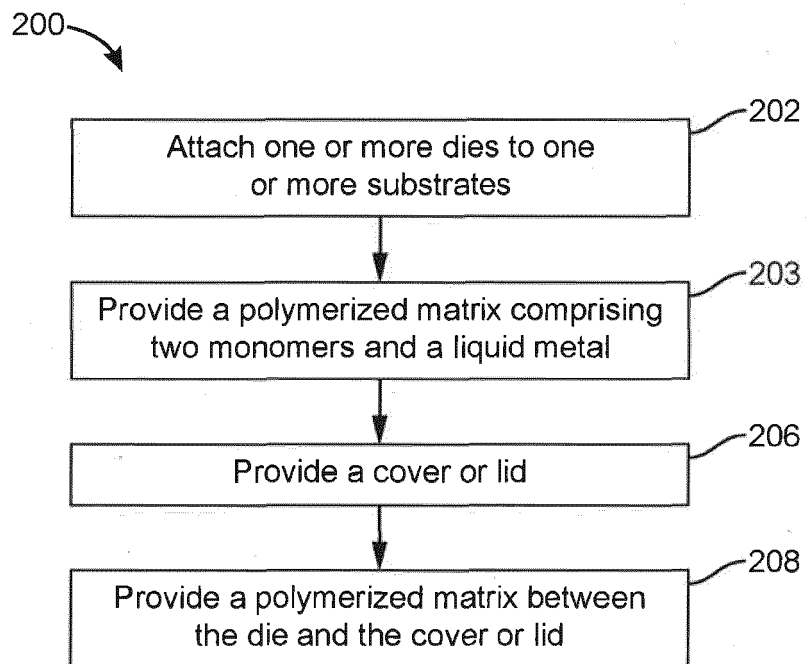 200
202
Attach one or more dies to one
or more substrates
203
Provide a polymerized matrix comprising
two monomers and a liquid metal
206
Provide a cover or lid
208
Provide a polymerized matrix between
the die and the cover or lid